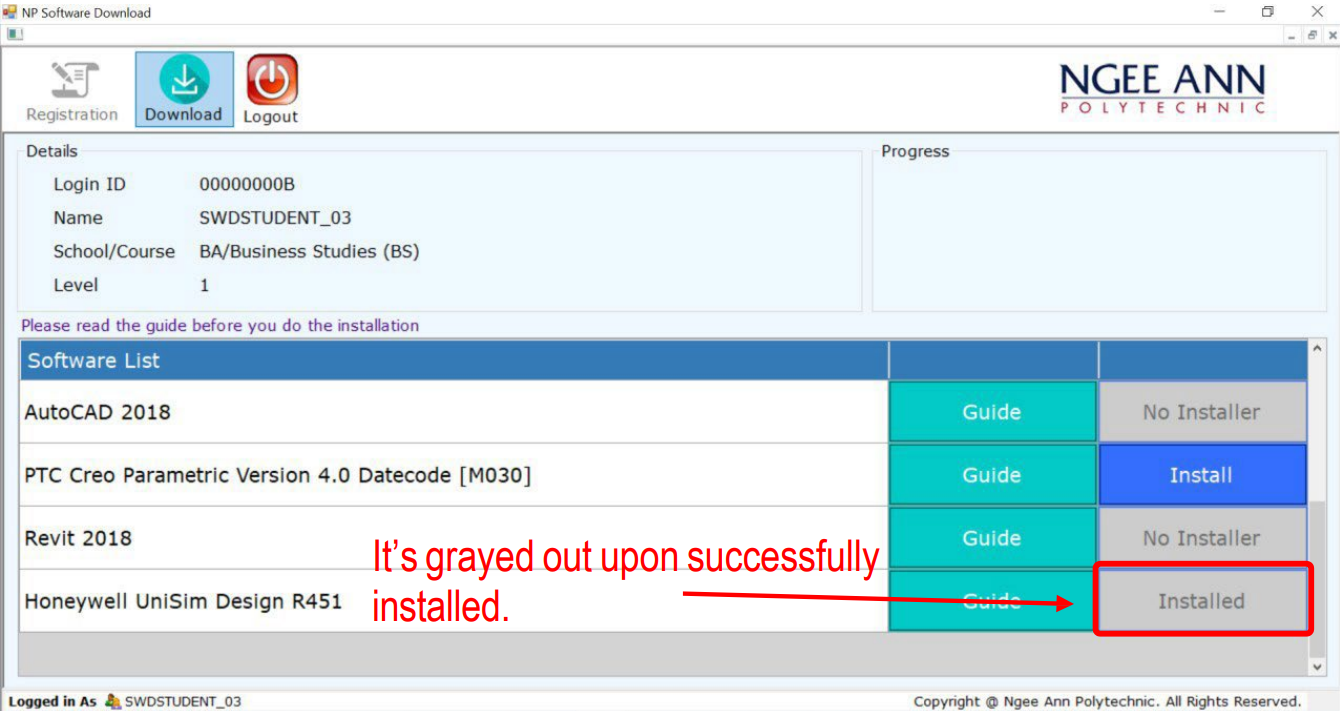 NP Software Download
Registration
Download
Logout
NGEE ANN
POLYTECHNIC
Details
Login ID 00000000B
Name SWDSTUDENT_03
School/Course BA/Business Studies (BS)
Level 1
Progress
Please read the guide before you do the installation
Software List
AutoCAD 2018 Guide No Installer
PTC Creo Parametric Version 4.0 Datecode [M030] Guide Install
Revit 2018 Guide No Installer
It's grayed out upon successfully
installed.
Honeywell UniSim Design R451 Guide Installed
Logged in As SWDSTUDENT_03
Copyright @ Ngee Ann Polytechnic. All Rights Reserved.